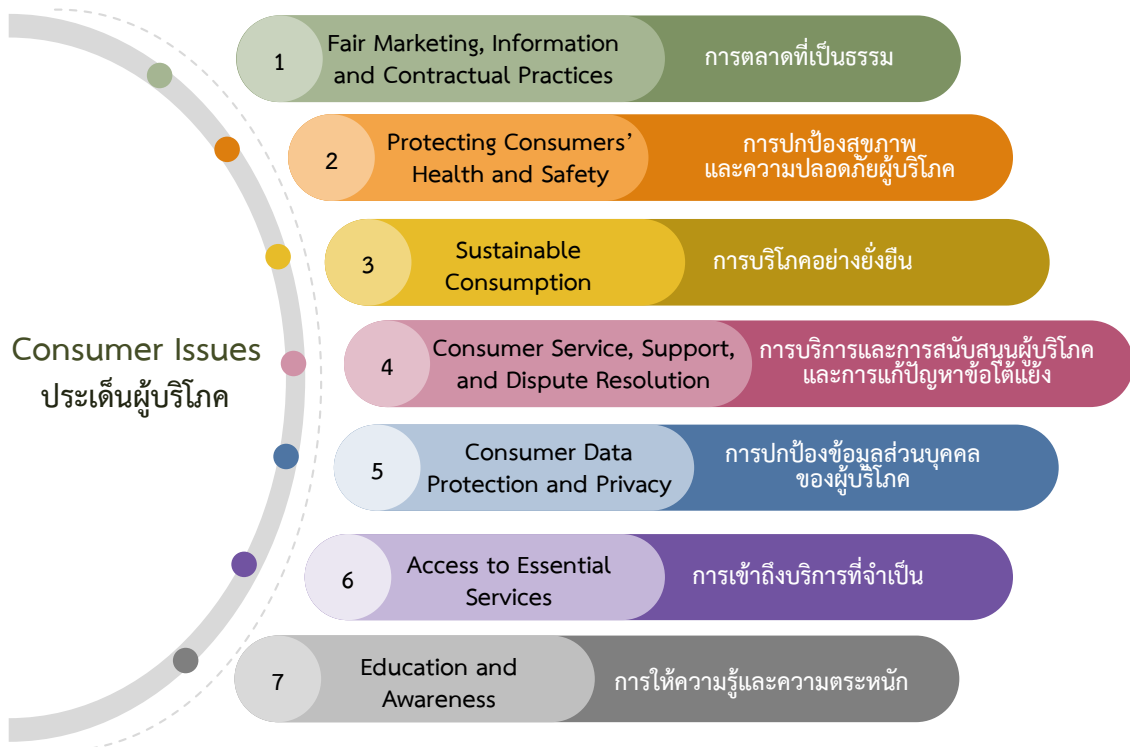 Consumer Issues
ประเด็นผู้บริโภค
1
Fair Marketing, Information
and Contractual Practices
การตลาดที่เป็นธรรม
2
Protecting Consumers’
Health and Safety
การปกป้องสุขภาพ
และความปลอดภัยผู้บริโภค
3
Sustainable
Consumption
การบริโภคอย่างยั่งยืน
4
Consumer Service, Support,
and Dispute Resolution
การบริการและการสนับสนุนผู้บริโภค
และการแก้ปัญหาข้อโต้แย้ง
5
Consumer Data
Protection and Privacy
การปกป้องข้อมูลส่วนบุคคล
ของผู้บริโภค
6
Access to Essential
Services
การเข้าถึงบริการที่จำเป็น
7
Education and
Awareness
การให้ความรู้และความตระหนัก